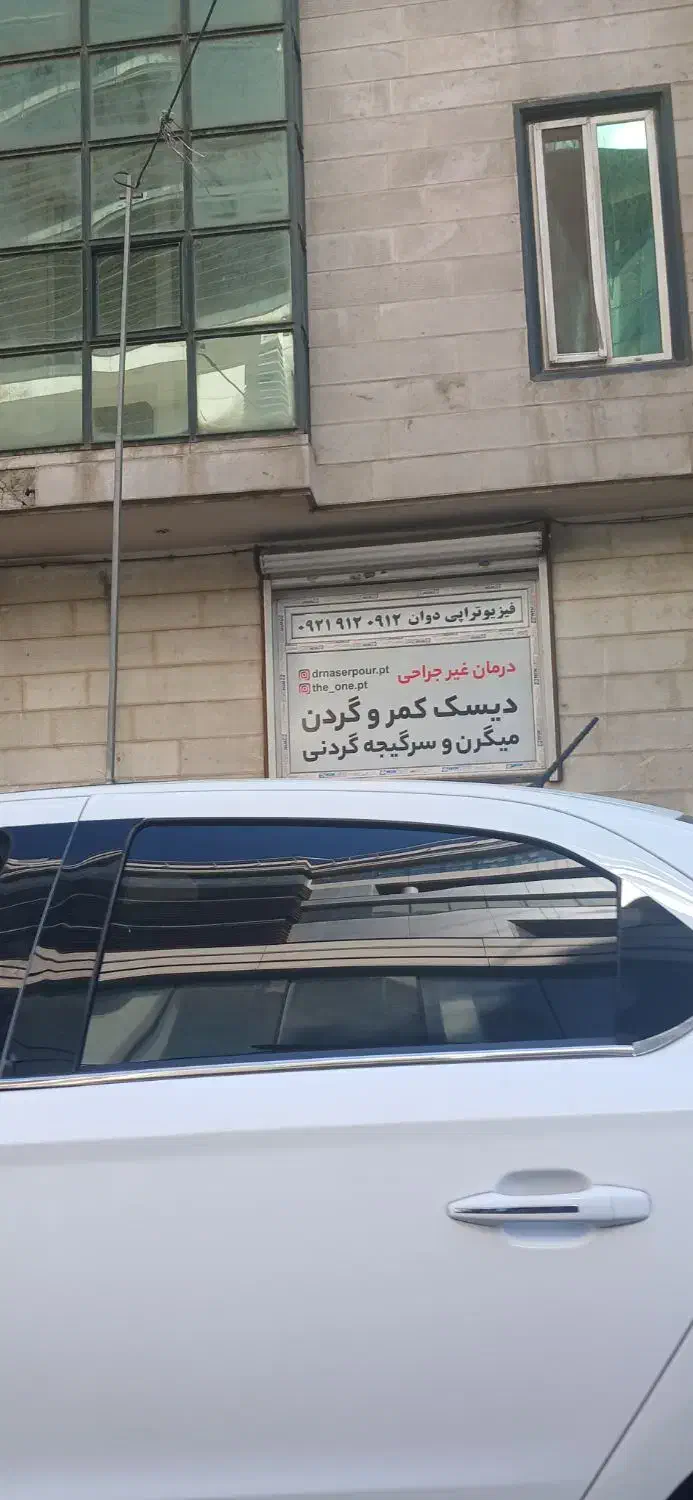 فیزیوتراپی دوان ۰۹۱۲ ۹۱۲ ۰۹۲۱
درمان غیر جراحی
drnaserpour.pt
the_one.pt
دیسک کمر و گردن
میگرن و سرگیجه گردنی